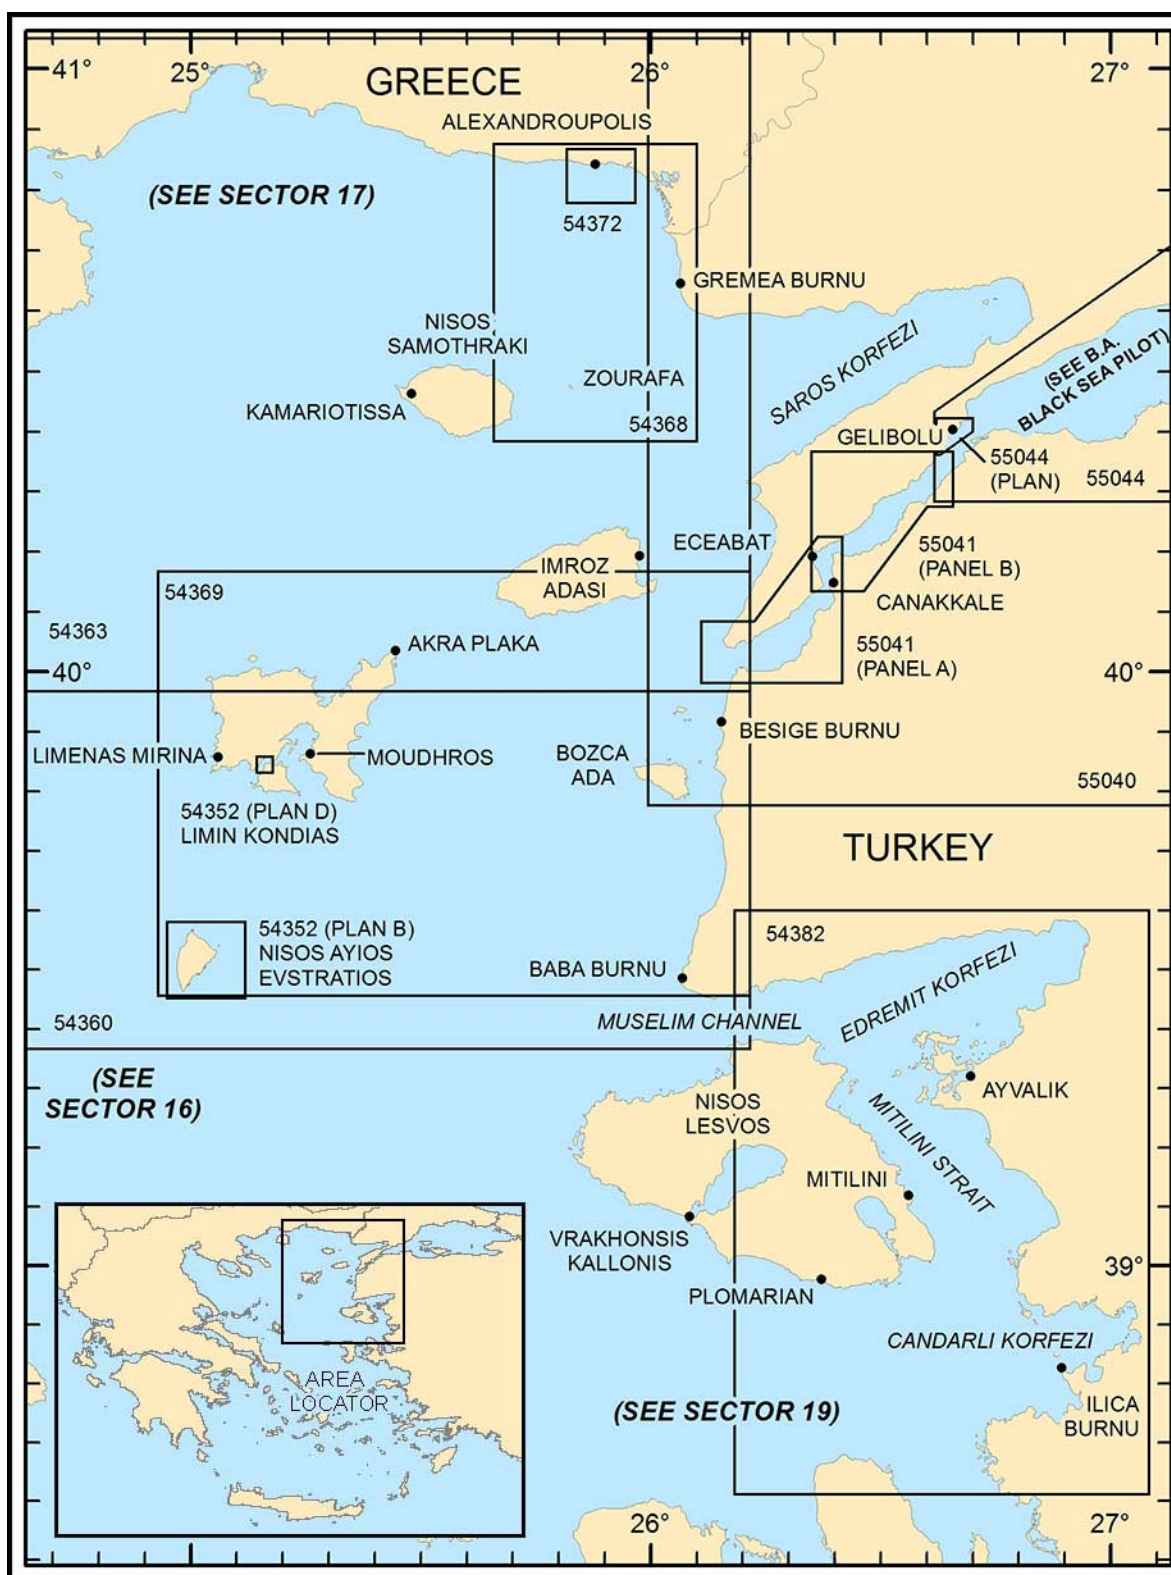 41°
25°
26°
27°
GREECE
ALEXANDROUPOLIS
(SEE SECTOR 17)
54372
GREMEA BURNU
NISOS
SAMOTHRAKI
ZOURAFA
KAMARIOTISSA
54368
SAROS KORFEZI
(SEE B.A.
BLACK SEA PILOT)
GELIBOLU
55044
(PLAN)
55044
ECEABAT
55041
(PANEL B)
CANAKKALE
IMROZ
ADASI
54369
54363
AKRA PLAKA
55041
(PANEL A)
40°
40°
LIMENAS MIRINA
MOUDHROS
BESIGE BURNU
BOZCA
ADA
55040
54352 (PLAN D)
LIMIN KONDIAS
TURKEY
54352 (PLAN B)
NISOS AYIOS
EVSTRATIOS
54382
BABA BURNU
EDREMIT KORFEZI
54360
MUSELIM CHANNEL
(SEE
SECTOR 16)
AYVALIK
NISOS
LESVOS
MITILINI STRAIT
MITILINI
VRAKHONSIS
KALLONIS
39°
PLOMARIAN
CANDARLI KORFEZI
AREA
LOCATOR
(SEE SECTOR 19)
ILICA
BURNU
26°
27°